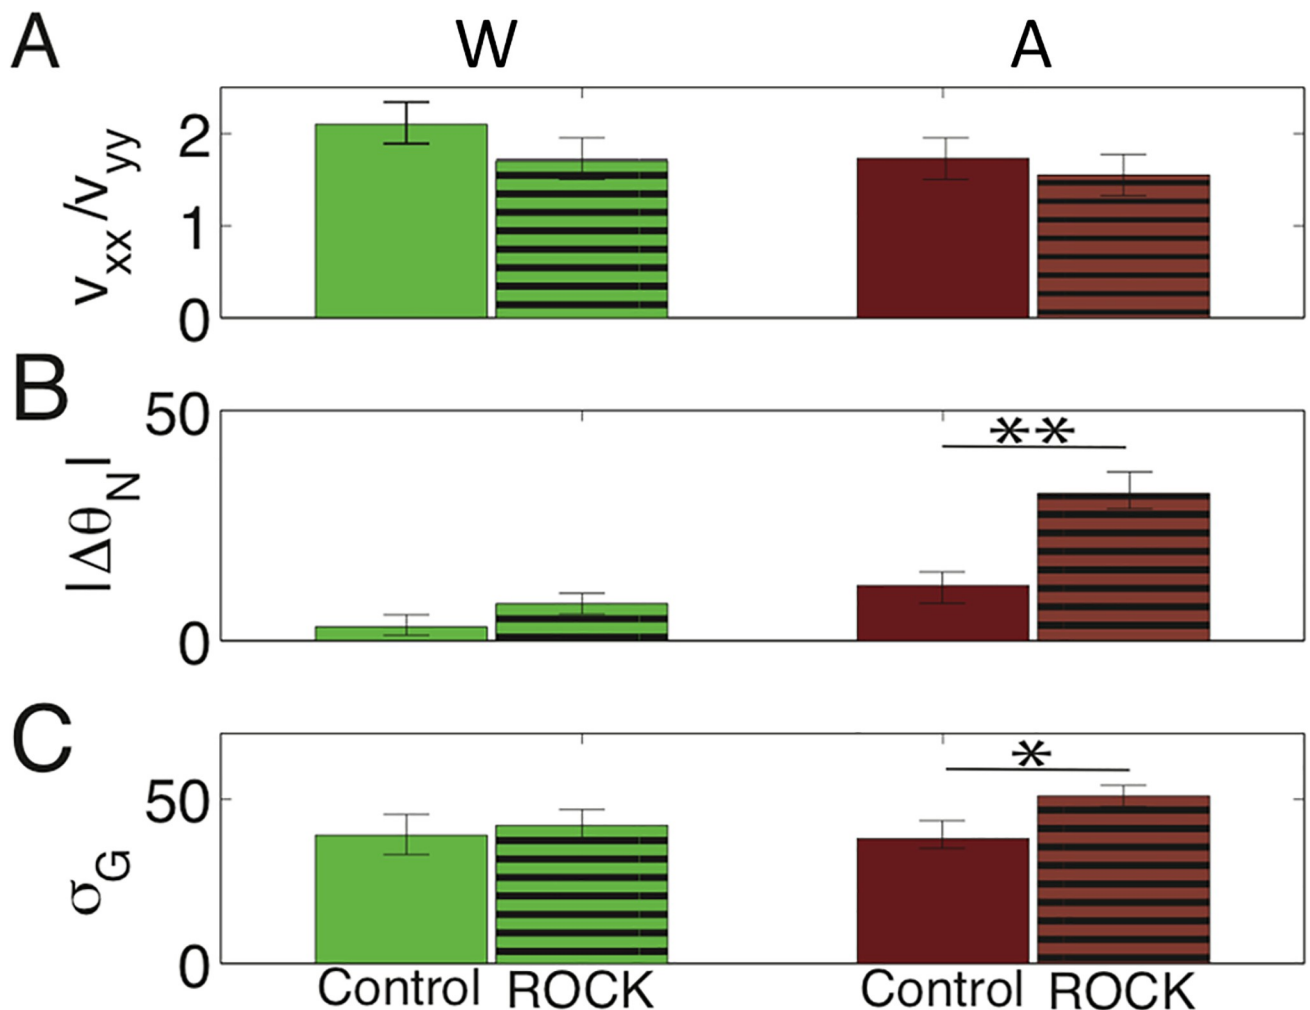 A
W
A
v_xx/v_yy
2
1
0
B
|Δθ_N|
50
0
**
C
σ_G
50
0
*
Control ROCK Control ROCK